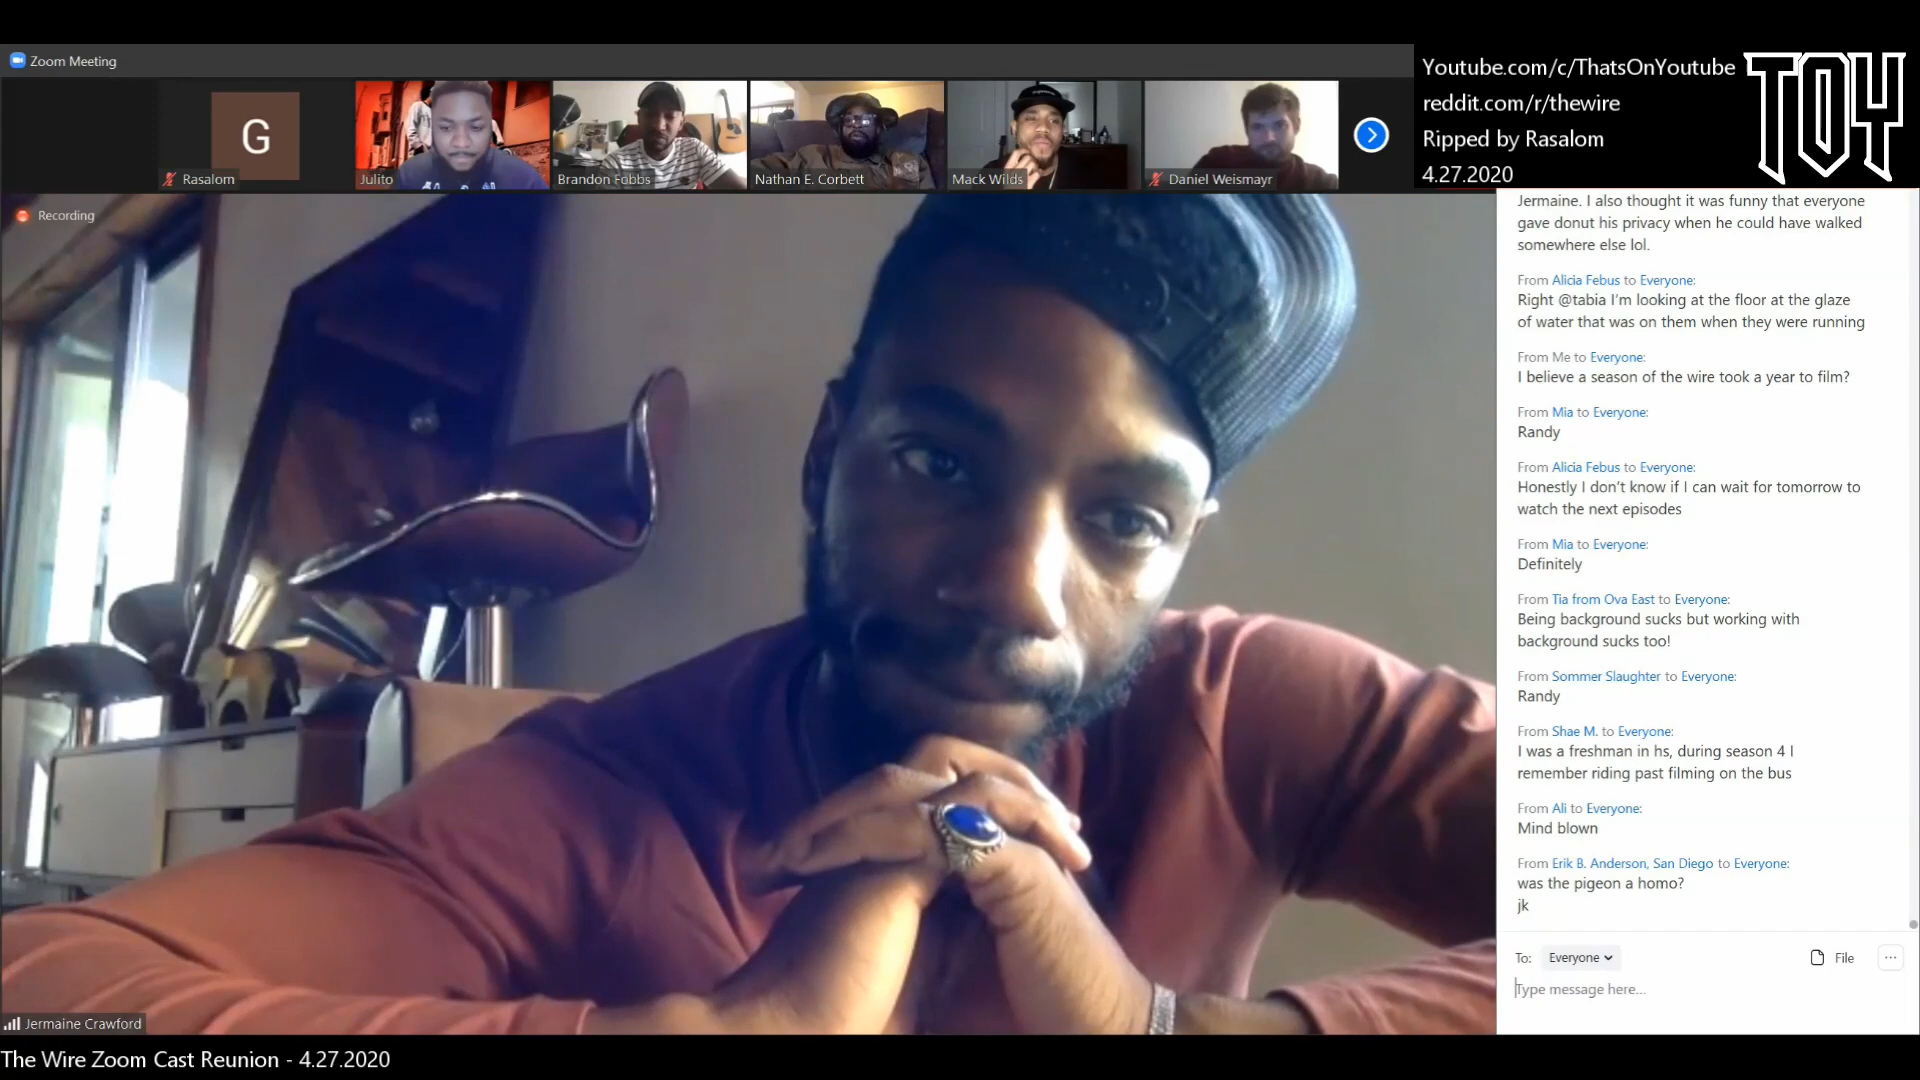 Zoom Meeting
G
Rasalom
Julito
Brandon Fobbs
Nathan E. Corbett
Mack Wilds
Daniel Weismayr
Youtube.com/c/ThatsOnYoutube
reddit.com/r/thewire
Ripped by Rasalom
4.27.2020
TOY
Recording
Jermaine. I also thought it was funny that everyone
gave donut his privacy when he could have walked
somewhere else lol.
From Alicia Febus to Everyone:
Right @tabia I'm looking at the floor at the glaze
of water that was on them when they were running
From Me to Everyone:
I believe a season of the wire took a year to film?
From Mia to Everyone:
Randy
From Alicia Febus to Everyone:
Honestly I don't know if I can wait for tomorrow to
watch the next episodes
From Mia to Everyone:
Definitely
From Tia from Ova East to Everyone:
Being background sucks but working with
background sucks too!
From Sommer Slaughter to Everyone:
Randy
From Shae M. to Everyone:
I was a freshman in hs, during season 4 I
remember riding past filming on the bus
From Ali to Everyone:
Mind blown
From Erik B. Anderson, San Diego to Everyone:
was the pigeon a homo?
jk
To: Everyone
File
Type message here...
Jermaine Crawford
The Wire Zoom Cast Reunion - 4.27.2020